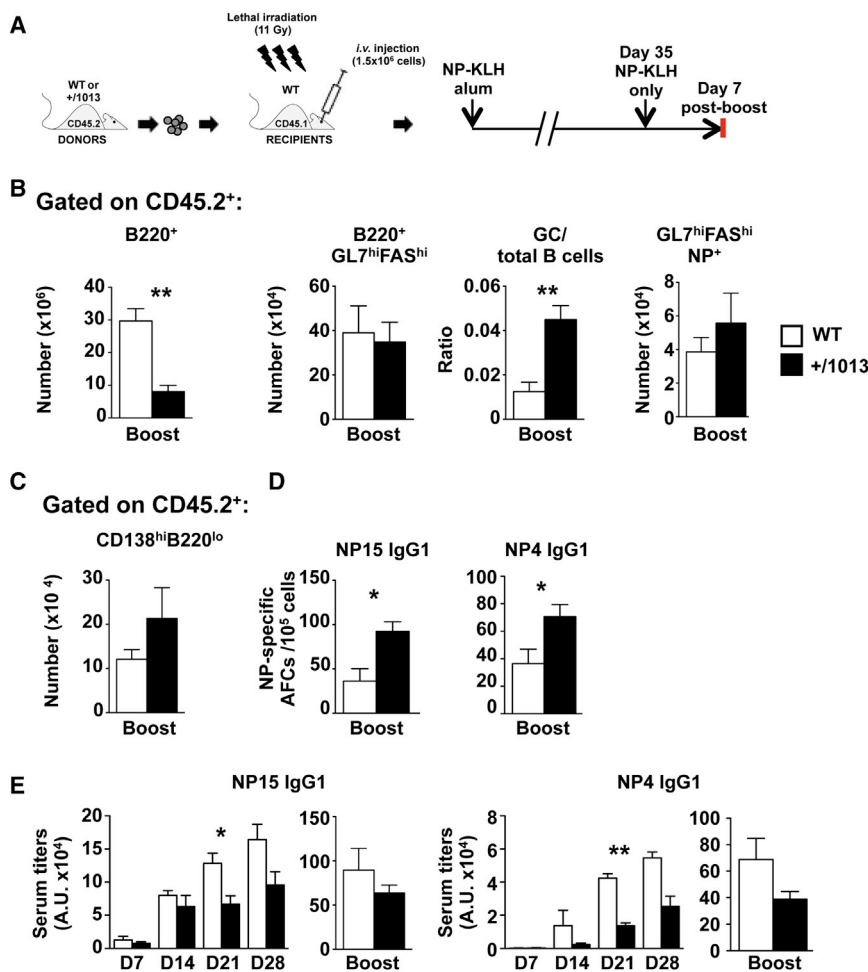 A
Lethal irradiation
(11 Gy)
i.v. injection
(1.5x10⁶ cells)
WT or
+/1013
CD45.2
DONORS
WT
CD45.1
RECIPIENTS
NP-KLH
alum
Day 35
NP-KLH
only
Day 7
post-boost
B
Gated on CD45.2⁺:
B220⁺
Number (x10⁶)
40
30
20
10
0
**
Boost
B220⁺
GL7ʰⁱFASʰⁱ
Number (x10⁴)
60
40
20
0
Boost
GC/
total B cells
Ratio
0.06
0.04
0.02
0
**
Boost
GL7ʰⁱFASʰⁱ
NP⁺
Number (x10⁴)
8
6
4
2
0
Boost
WT
+/1013
C
Gated on CD45.2⁺:
CD138ʰⁱB220ˡᵒ
Number (x10⁴)
30
20
10
0
Boost
D
NP15 IgG1
NP-specific
AFCs /10⁵ cells
150
100
50
0
*
Boost
NP4 IgG1
100
80
60
40
20
0
*
Boost
E
NP15 IgG1
Serum titers
(A.U. x10⁴)
20
15
10
5
0
*
D7 D14 D21 D28
150
100
50
0
Boost
NP4 IgG1
Serum titers
(A.U. x10⁴)
8
6
4
2
0
**
D7 D14 D21 D28
100
80
60
40
20
0
Boost